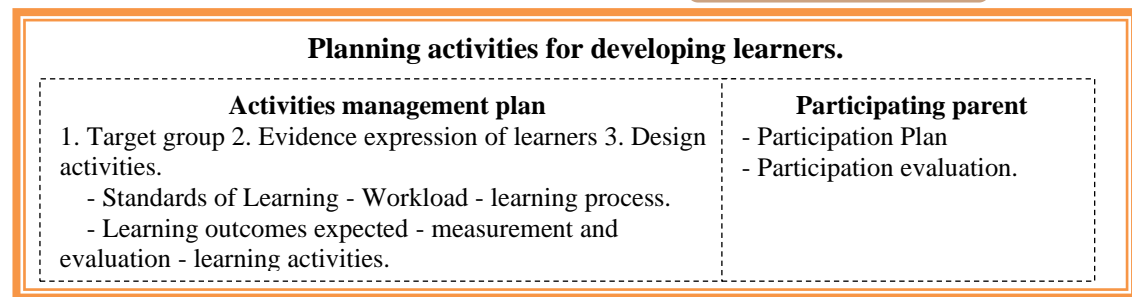 Planning activities for developing learners.
Activities management plan
1. Target group 2. Evidence expression of learners 3. Design
activities.
- Standards of Learning - Workload - learning process.
- Learning outcomes expected - measurement and
evaluation - learning activities.
Participating parent
- Participation Plan
- Participation evaluation.